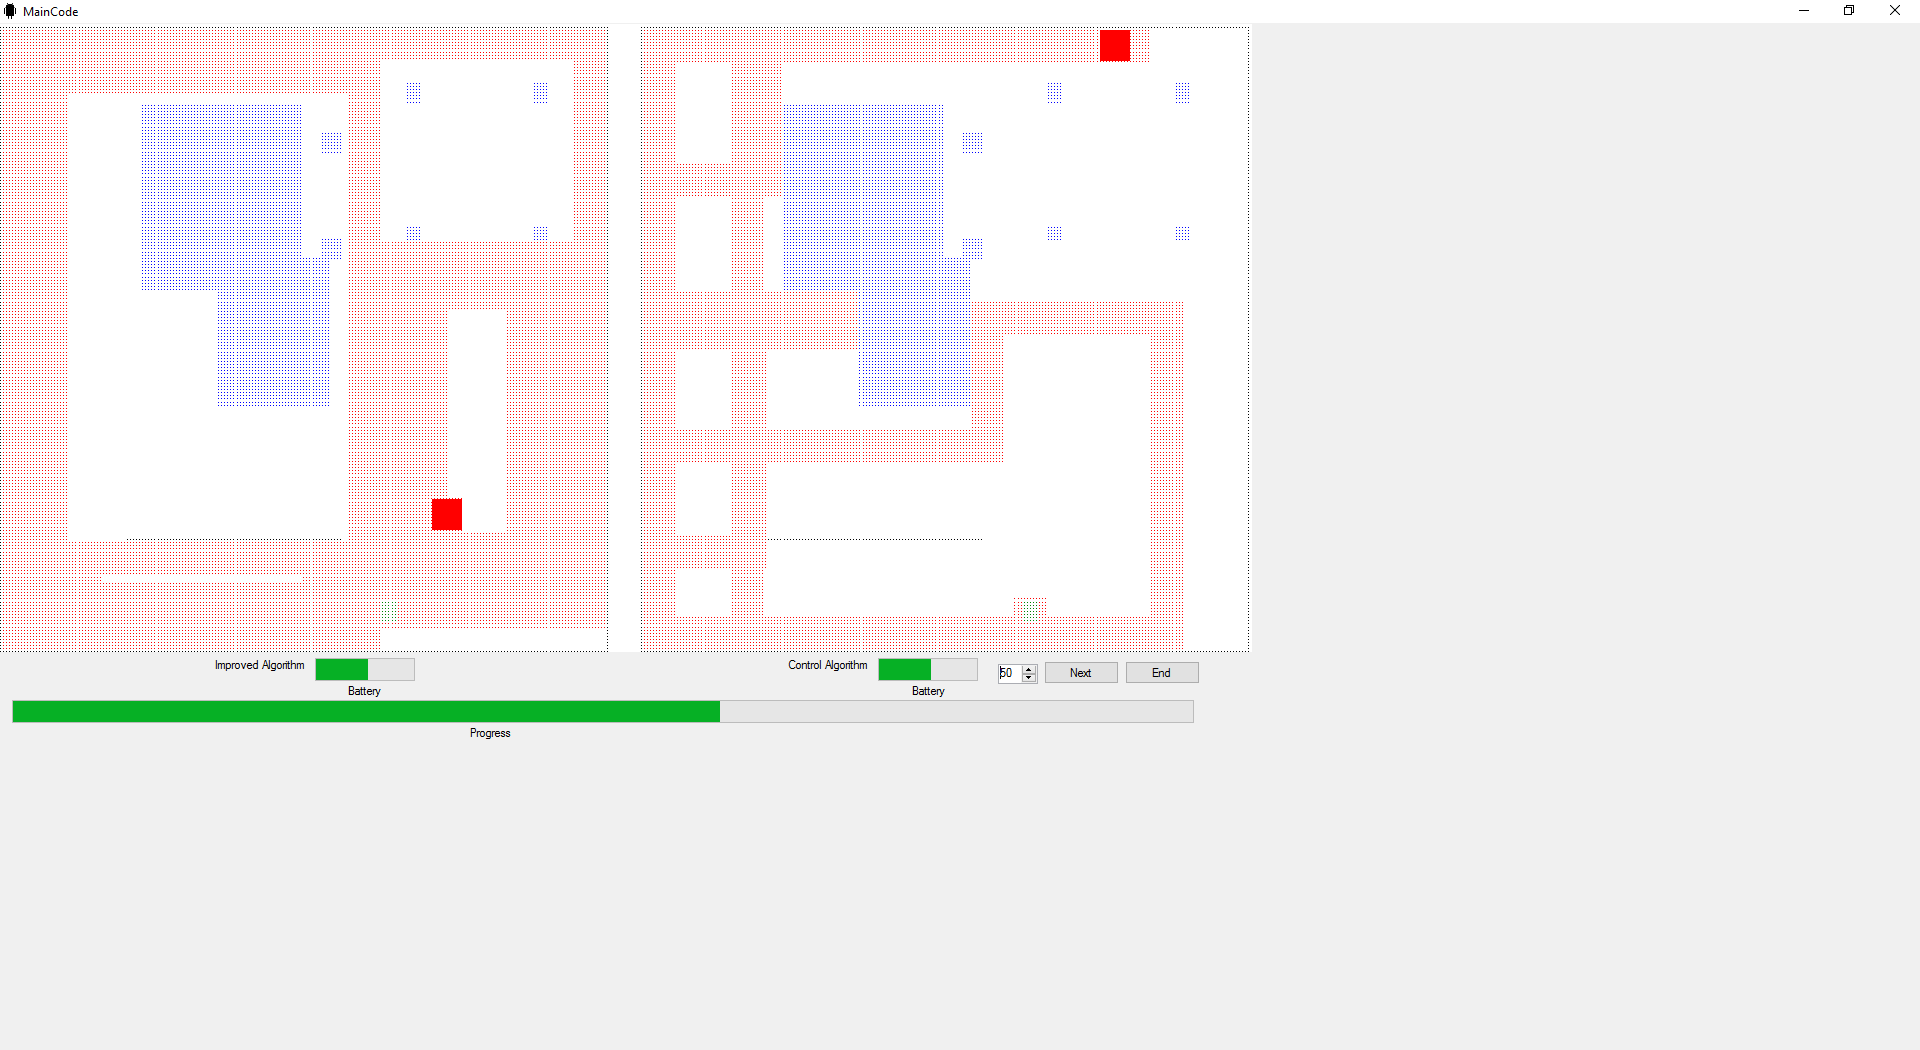 MainCode
Improved Algorithm
Control Algorithm
50
Next
End
Battery
Battery
Progress